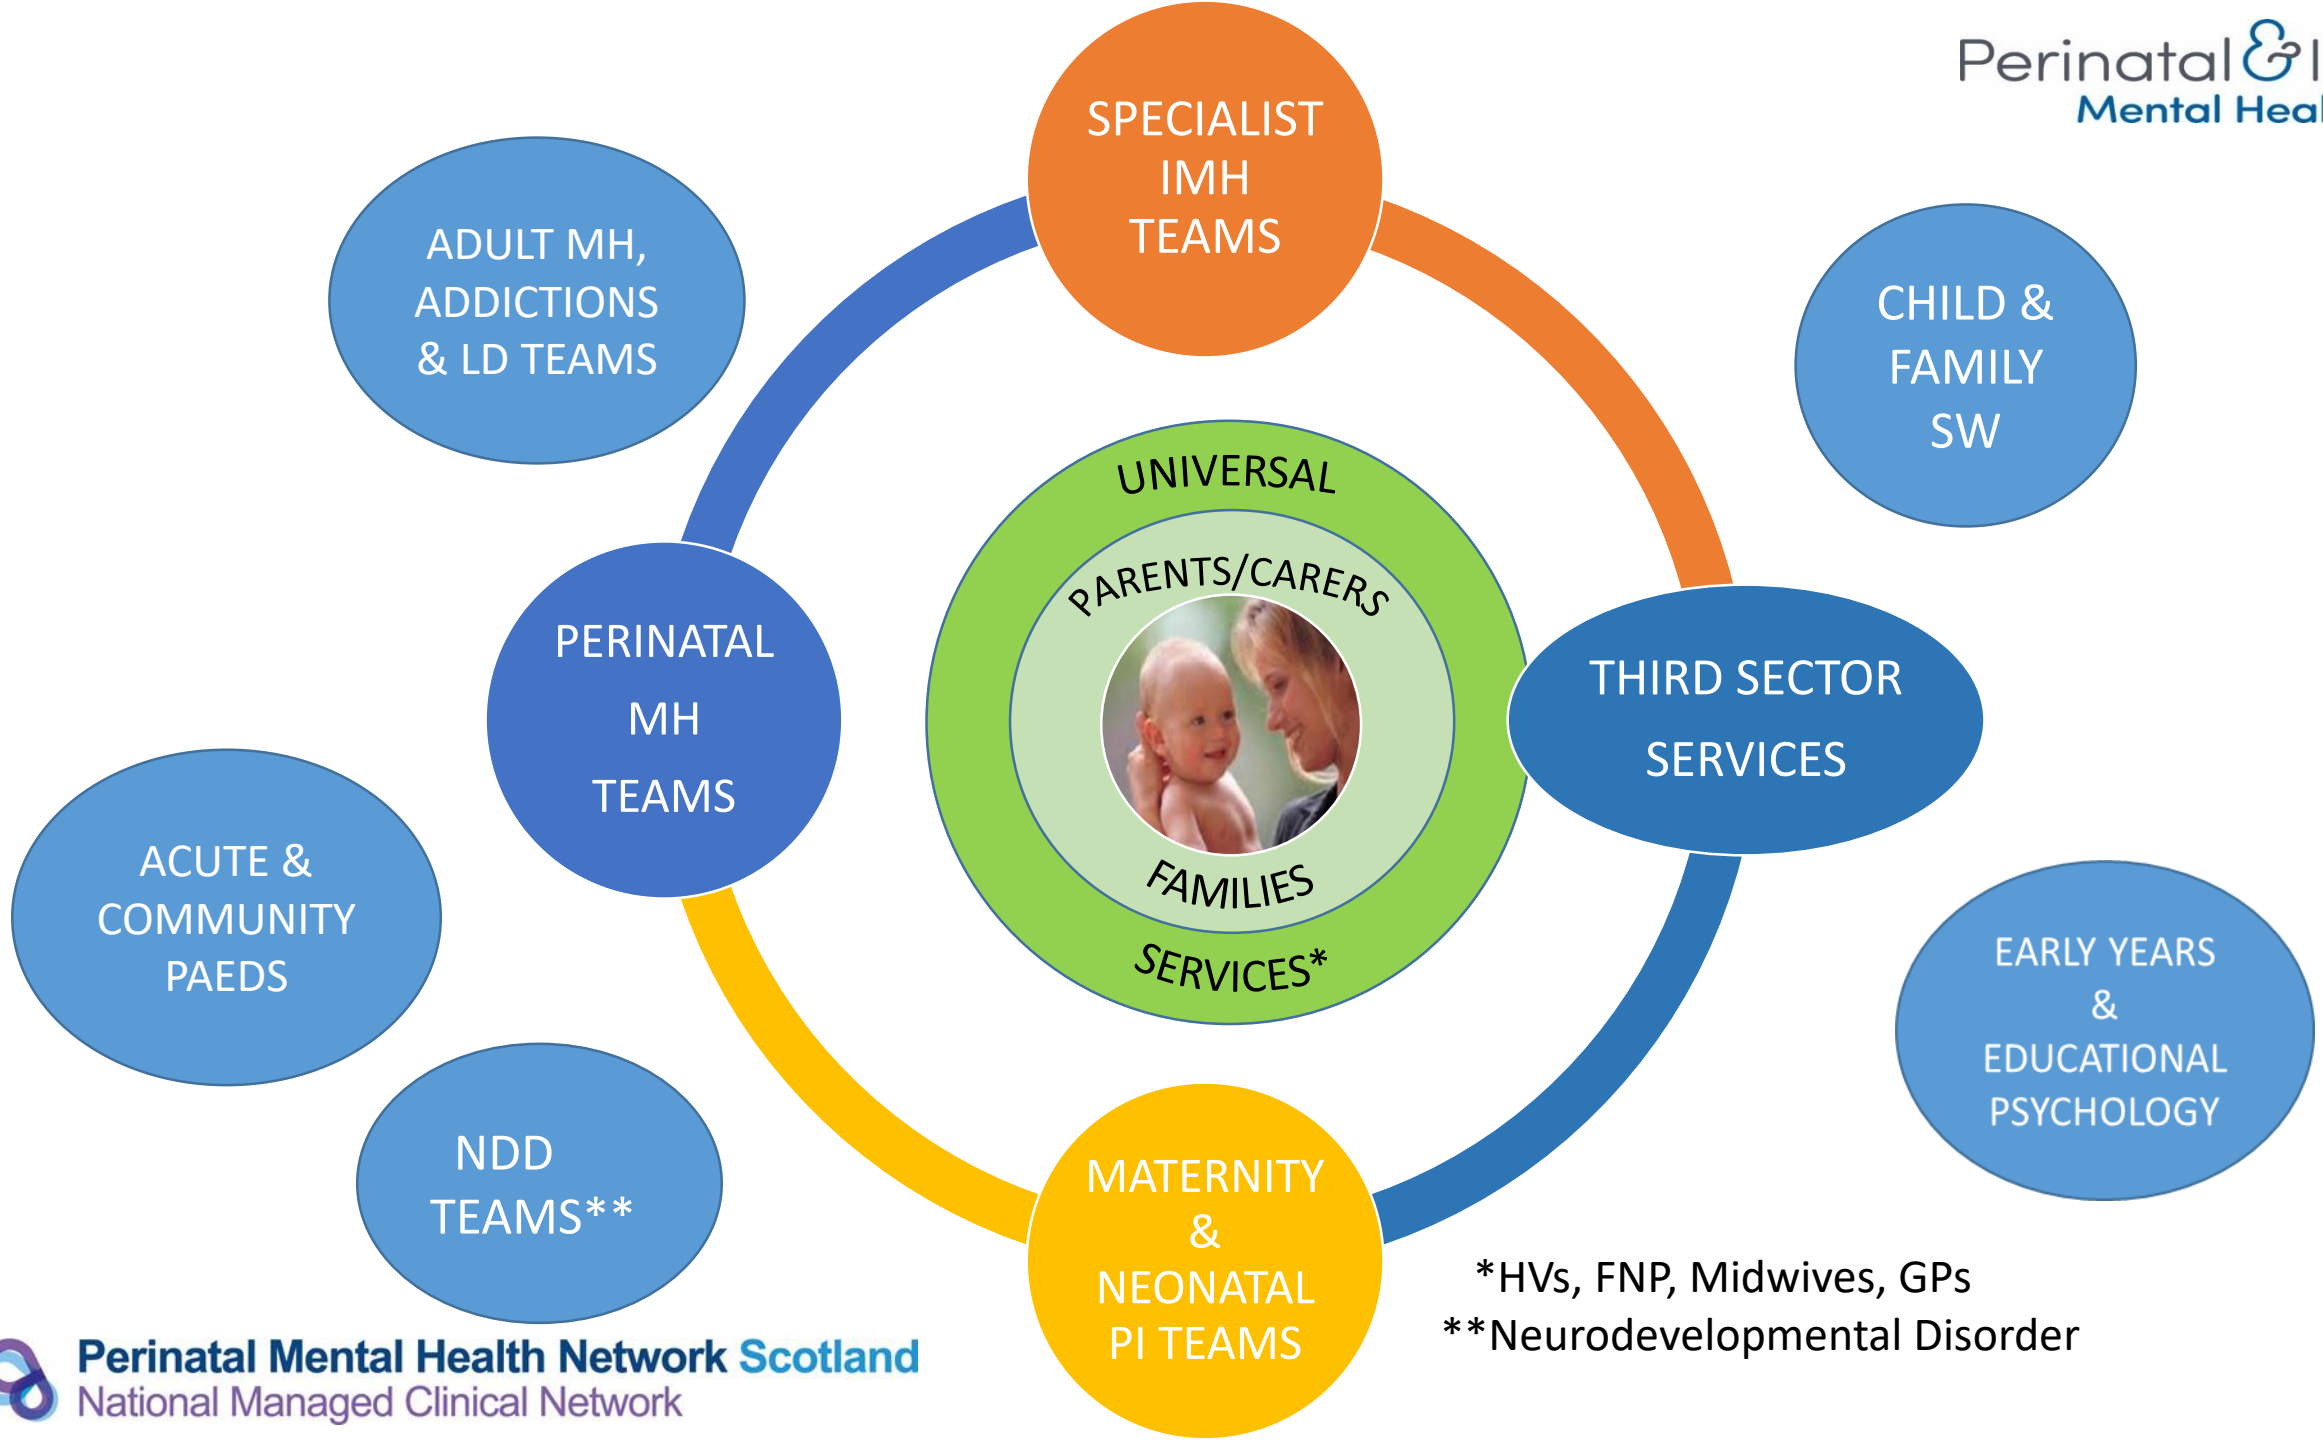 Perinatal &
Mental
SPECIALIST
IMH
TEAMS
ADULT MH,
ADDICTIONS
& LD TEAMS
CHILD &
FAMILY
SW
UNIVERSAL
PARENTS/CARERS
FAMILIES
SERVICES*
PERINATAL
MH
TEAMS
THIRD SECTOR
SERVICES
ACUTE &
COMMUNITY
PAEDS
EARLY YEARS
&
EDUCATIONAL
PSYCHOLOGY
NDD
TEAMS**
MATERNITY
&
NEONATAL
PI TEAMS
*HVs, FNP, Midwives, GPs
**Neurodevelopmental Disorder
Perinatal Mental Health Network Scotland
National Managed Clinical Network